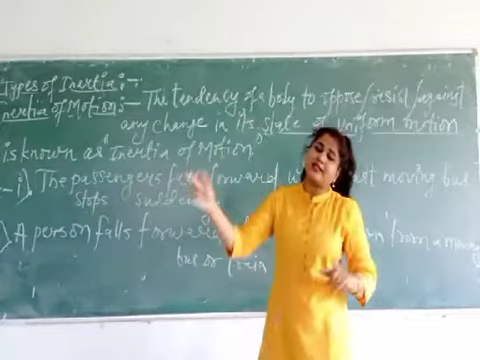 Types of Inertia :-
Inertia of Motion :- The tendency of a body to oppose/resist/against
any change in its state of uniform motion
is known as "Inertia of Motion."
i) The passengers forward moving bus
stops
A person falls from a moving
bus or train